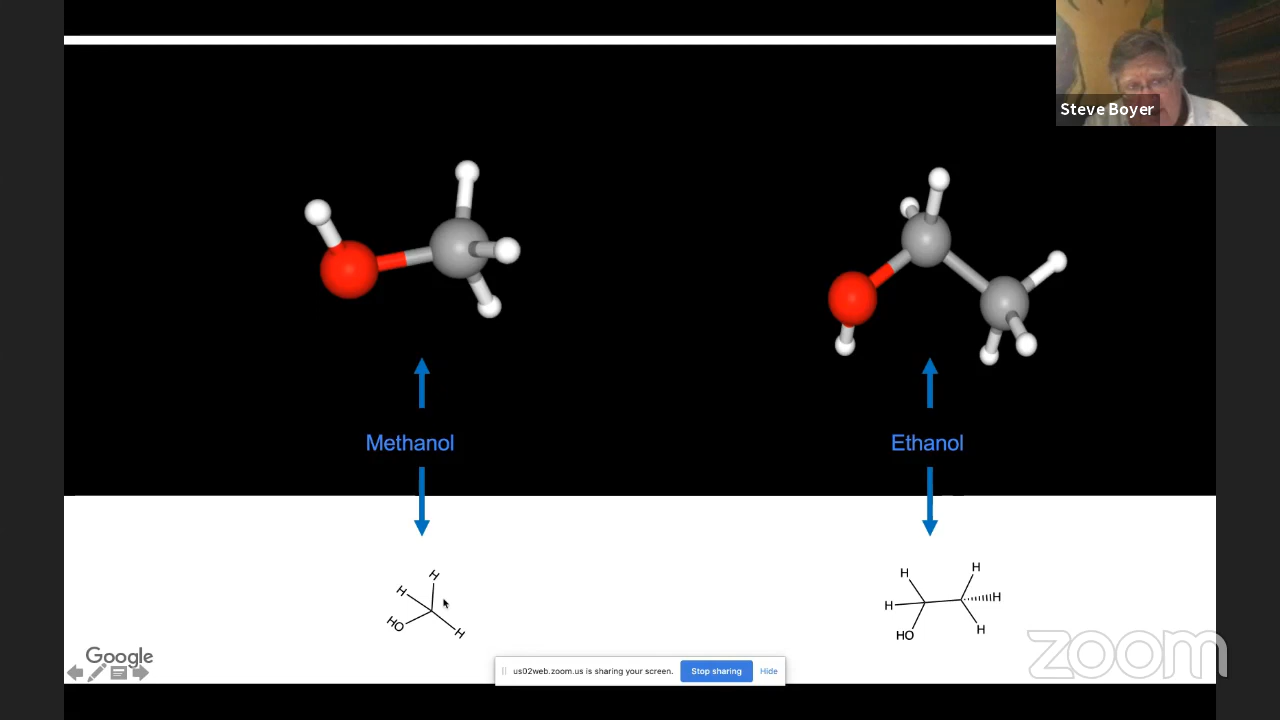 Steve Boyer
Methanol
Ethanol
H
H
HO
H
H
H
H
H
HO
H
Google
zoom
us02web.zoom.us is sharing your screen.
Stop sharing
Hide